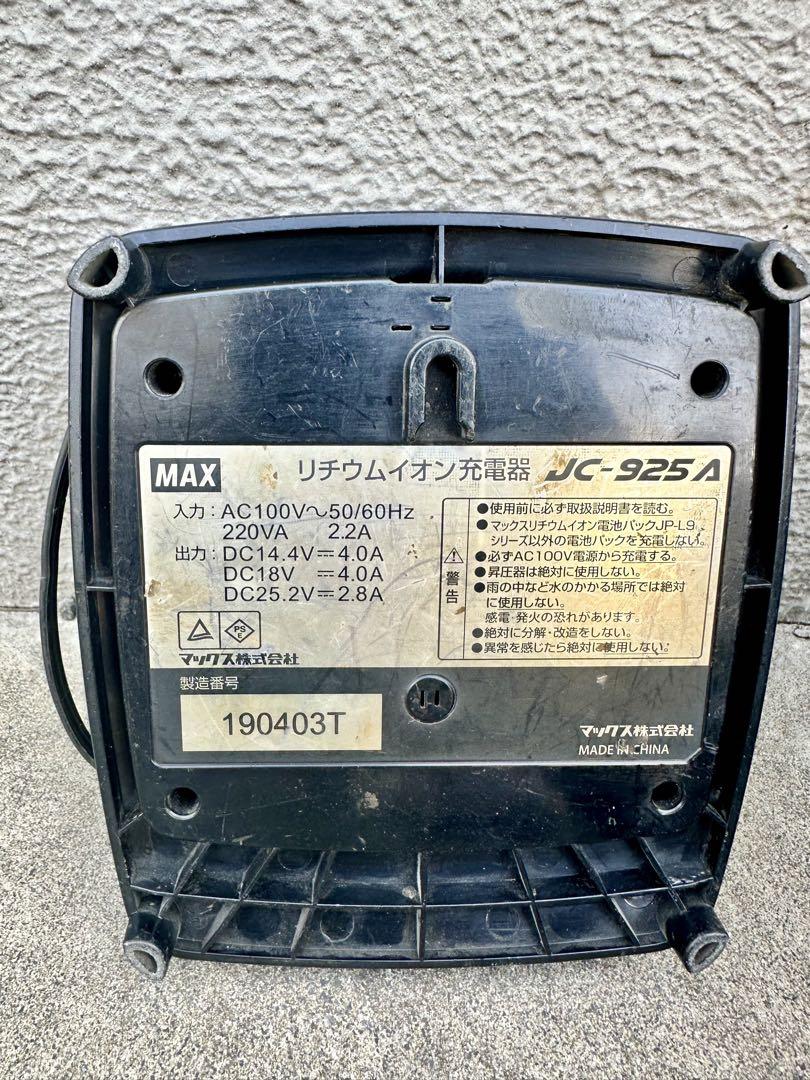 MAX リチウムイオン充電器 JC-925A
入力:AC100V～50/60Hz
220VA 2.2A
出力:DC14.4V⎓4.0A
DC18V ⎓4.0A
DC25.2V⎓2.8A
PS
E
マックス株式会社
⚠警告
●使用前に必ず取扱説明書を読む。
●マックスリチウムイオン電池パックJP-L9
シリーズ以外の電池パックを充電しない。
●必ずAC100V電源から充電する。
●昇圧器は絶対に使用しない。
●雨の中など水のかかる場所では絶対
に使用しない。
感電・発火の恐れがあります。
●絶対に分解・改造をしない。
●異常を感じたら絶対に使用しない。
製造番号
190403T
マックス株式会社
MADE IN CHINA